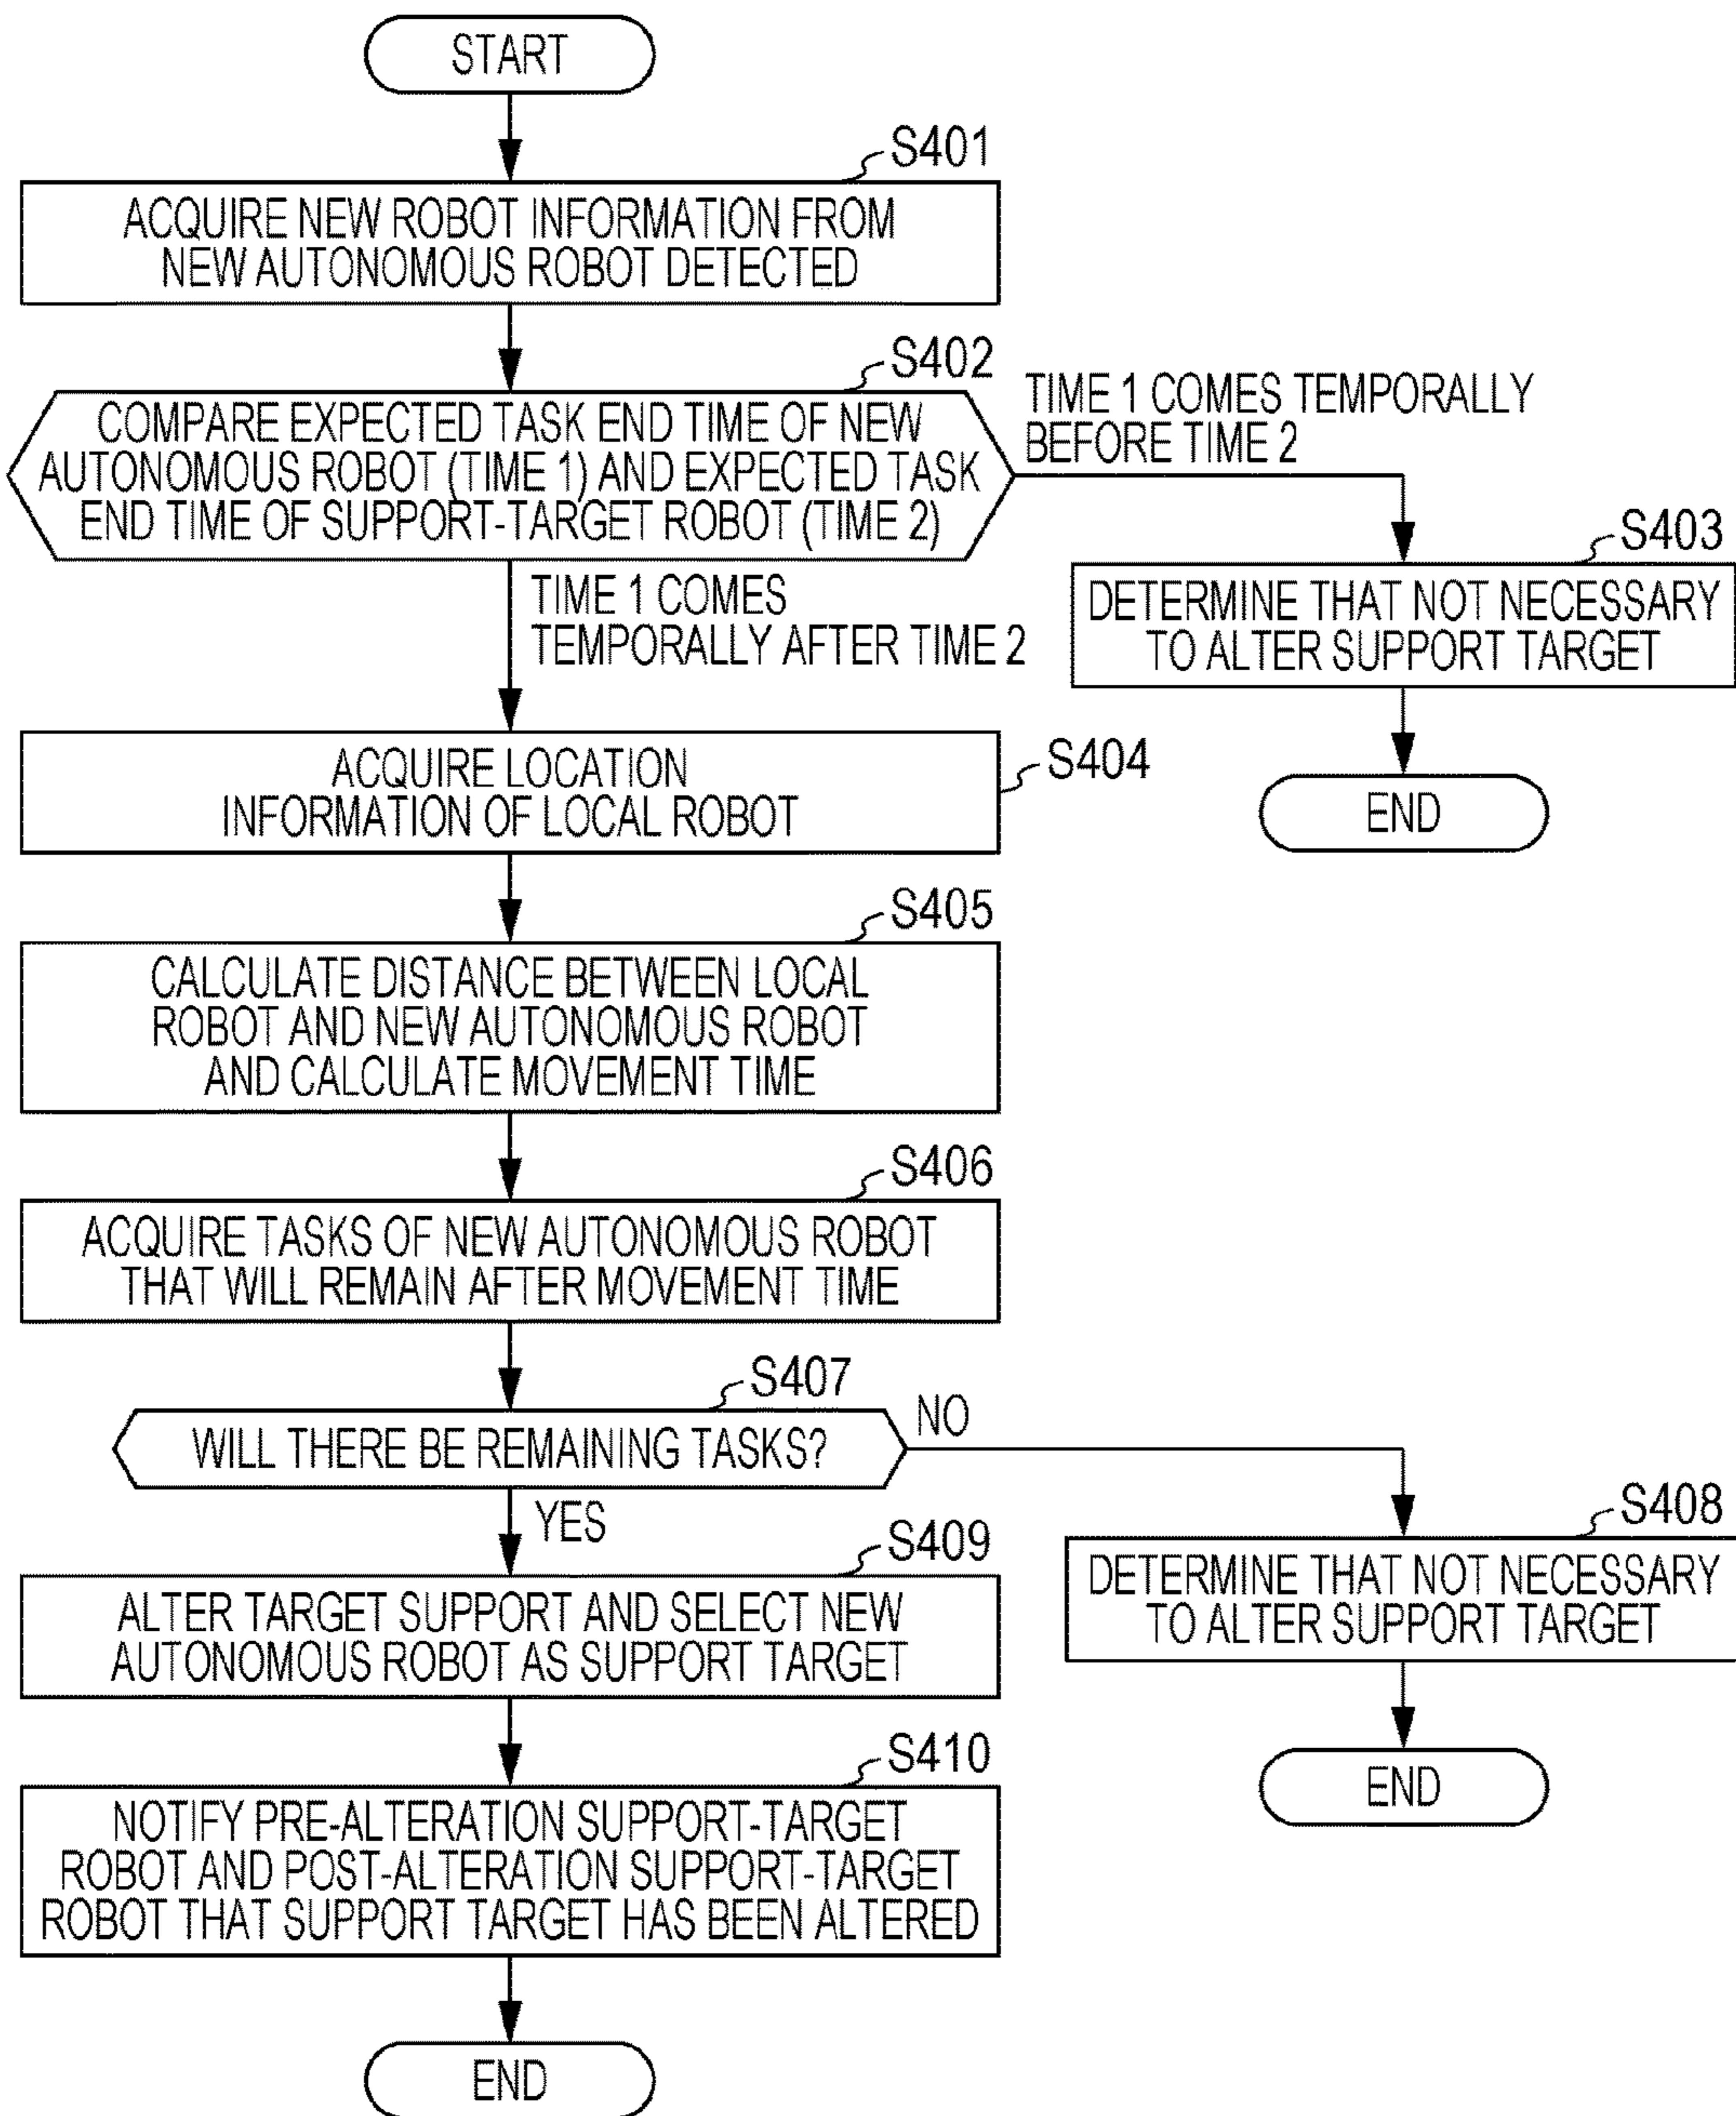 START
S401
ACQUIRE NEW ROBOT INFORMATION FROM
NEW AUTONOMOUS ROBOT DETECTED
S402
COMPARE EXPECTED TASK END TIME OF NEW
AUTONOMOUS ROBOT (TIME 1) AND EXPECTED TASK
END TIME OF SUPPORT-TARGET ROBOT (TIME 2)
TIME 1 COMES TEMPORALLY
BEFORE TIME 2
S403
DETERMINE THAT NOT NECESSARY
TO ALTER SUPPORT TARGET
END
TIME 1 COMES
TEMPORALLY AFTER TIME 2
S404
ACQUIRE LOCATION
INFORMATION OF LOCAL ROBOT
S405
CALCULATE DISTANCE BETWEEN LOCAL
ROBOT AND NEW AUTONOMOUS ROBOT
AND CALCULATE MOVEMENT TIME
S406
ACQUIRE TASKS OF NEW AUTONOMOUS ROBOT
THAT WILL REMAIN AFTER MOVEMENT TIME
S407
WILL THERE BE REMAINING TASKS?
NO
S408
DETERMINE THAT NOT NECESSARY
TO ALTER SUPPORT TARGET
END
YES
S409
ALTER TARGET SUPPORT AND SELECT NEW
AUTONOMOUS ROBOT AS SUPPORT TARGET
S410
NOTIFY PRE-ALTERATION SUPPORT-TARGET
ROBOT AND POST-ALTERATION SUPPORT-TARGET
ROBOT THAT SUPPORT TARGET HAS BEEN ALTERED
END